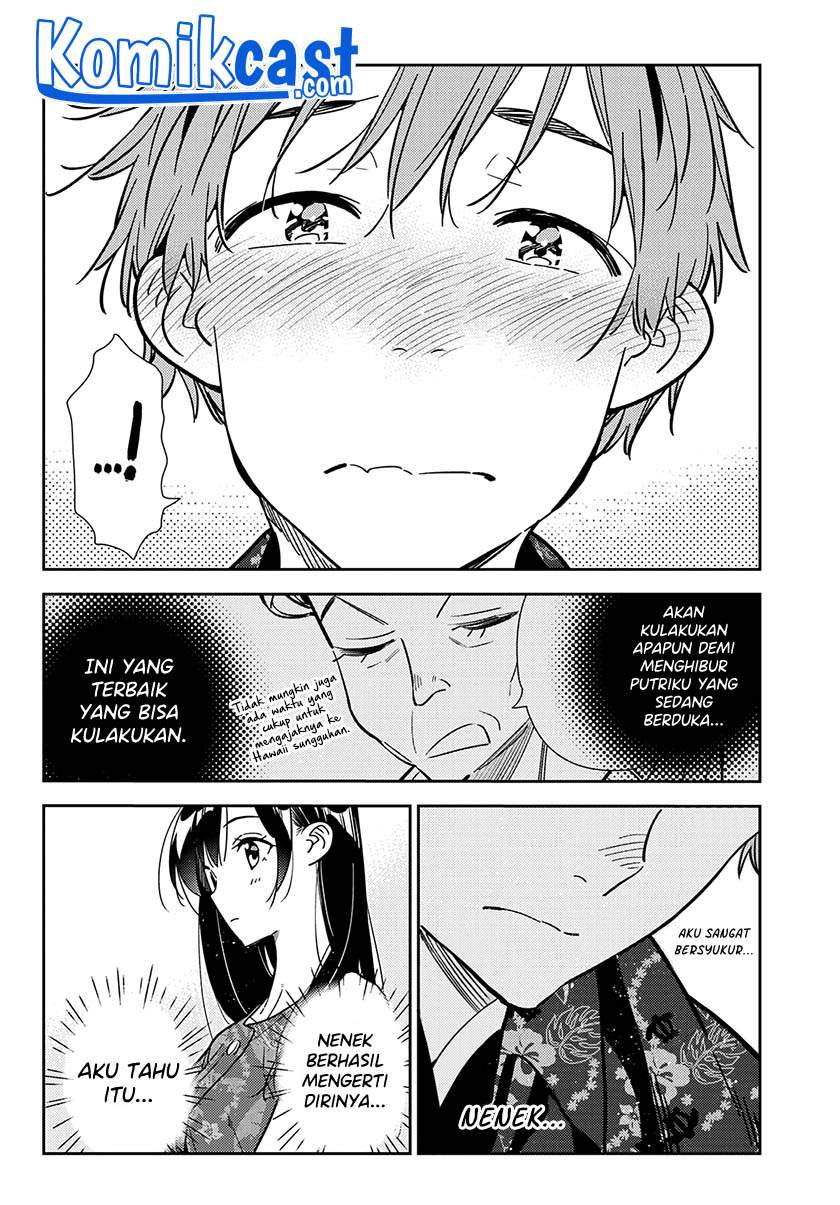 Komikcast
.com
...!
AKAN
KULAKUKAN
APAPUN DEMI
MENGHIBUR
PUTRIKU YANG
SEDANG
BERDUKA...
INI YANG
TERBAIK
YANG BISA
KULAKUKAN.
Tidak mungkin juga
ada waktu yang
cukup untuk
mengajaknya ke
Hawaii sungguhan.
AKU SANGAT
BERSYUKUR...
NENEK...
NENEK
BERHASIL
MENGERTI
DIRINYA...
AKU TAHU
ITU...